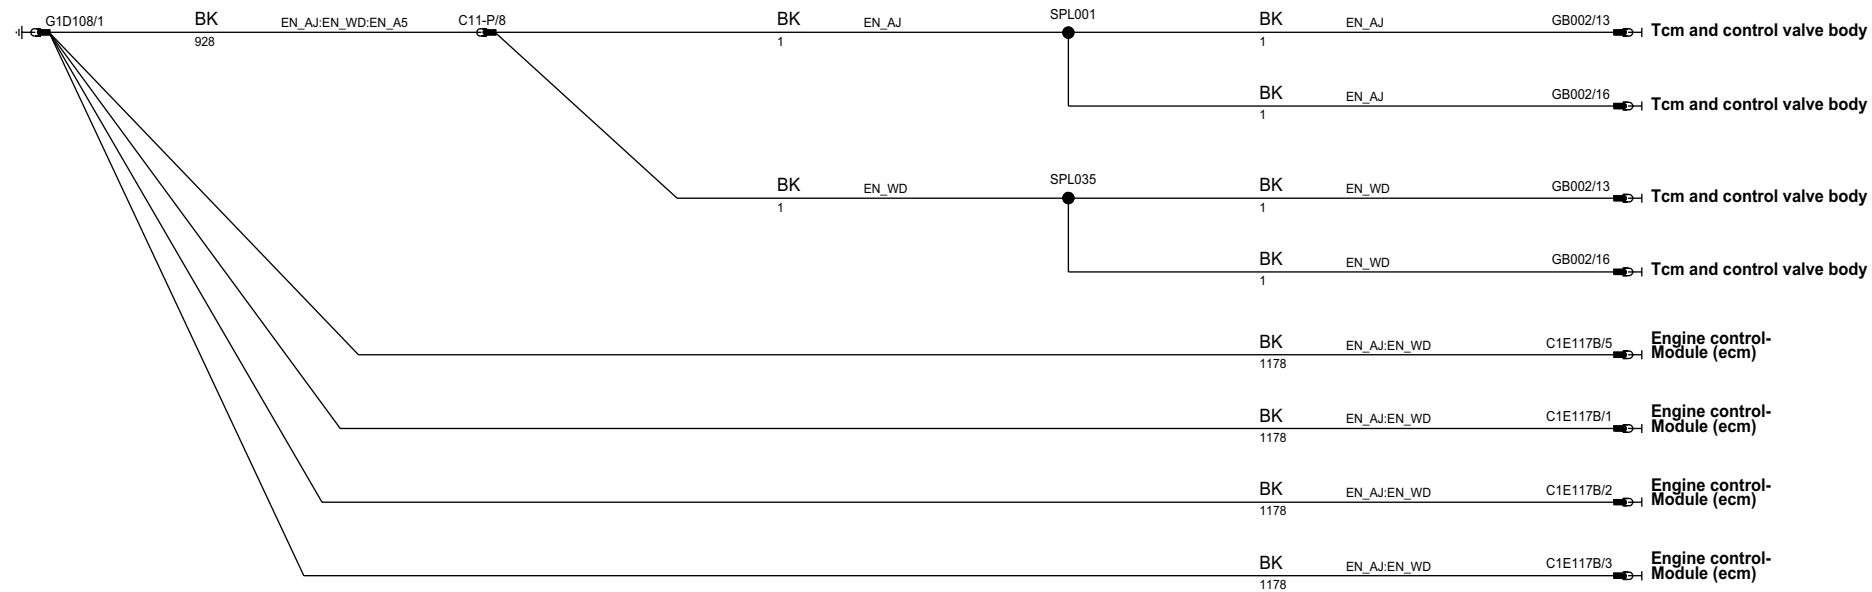 G1D108/1 BK EN_AJ:EN_WD:EN_A5 C11-P/8 BK EN_AJ SPL001 BK EN_AJ GB002/13 Tcm and control valve body
928 1 1
BK EN_AJ GB002/16 Tcm and control valve body
1
BK EN_WD SPL035 BK EN_WD GB002/13 Tcm and control valve body
1 1
BK EN_WD GB002/16 Tcm and control valve body
1
BK EN_AJ:EN_WD C1E117B/5 Engine control-
Module (ecm)
1178
BK EN_AJ:EN_WD C1E117B/1 Engine control-
Module (ecm)
1178
BK EN_AJ:EN_WD C1E117B/2 Engine control-
Module (ecm)
1178
BK EN_AJ:EN_WD C1E117B/3 Engine control-
Module (ecm)
1178